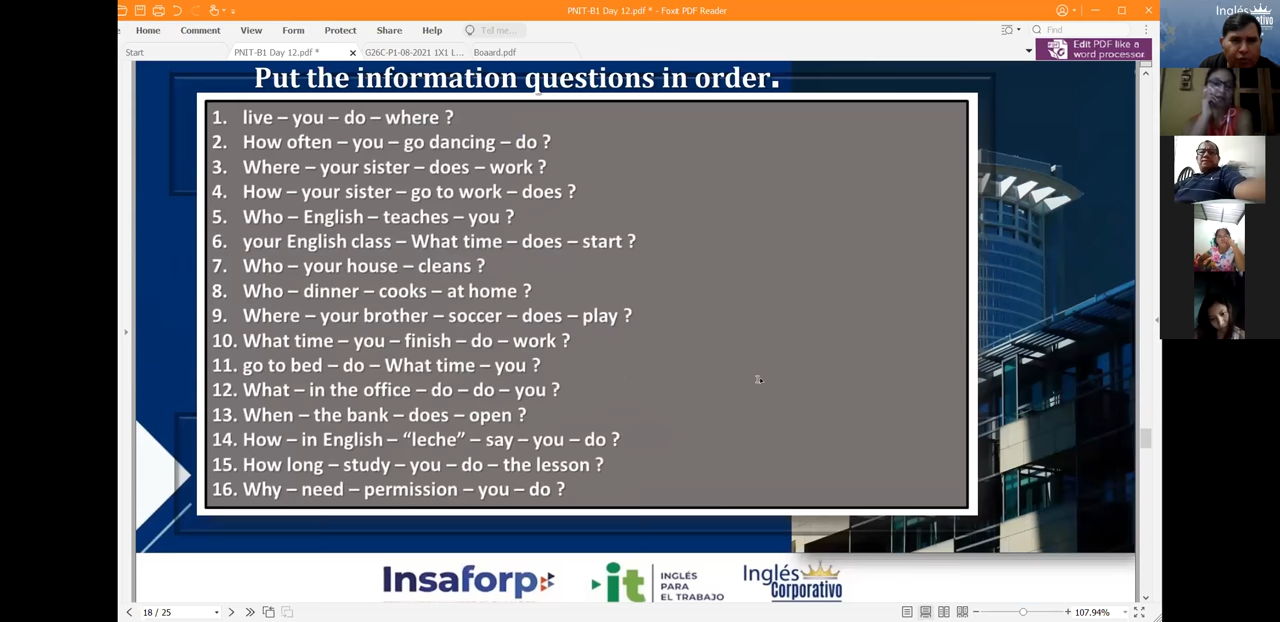 PNIT-B1 Day 12.pdf * - Foxit PDF Reader
Home Comment View Form Protect Share Help Tell me... Find
Start PNIT-B1 Day 12.pdf * G26C-P1-08-2021 1X1 L... Boaard.pdf
Edit PDF like a
word processor
Inglés
Corporativo
Put the information questions in order.
1. live – you – do – where ?
2. How often – you – go dancing – do ?
3. Where – your sister – does – work ?
4. How – your sister – go to work – does ?
5. Who – English – teaches – you ?
6. your English class – What time – does – start ?
7. Who – your house – cleans ?
8. Who – dinner – cooks – at home ?
9. Where – your brother – soccer – does – play ?
10. What time – you – finish – do – work ?
11. go to bed – do – What time – you ?
12. What – in the office – do – do – you ?
13. When – the bank – does – open ?
14. How – in English – “leche” – say – you – do ?
15. How long – study – you – do – the lesson ?
16. Why – need – permission – you – do ?
Insaforp
it
INGLÉS
PARA
EL TRABAJO
Inglés
Corporativo
18 / 25
107.94%